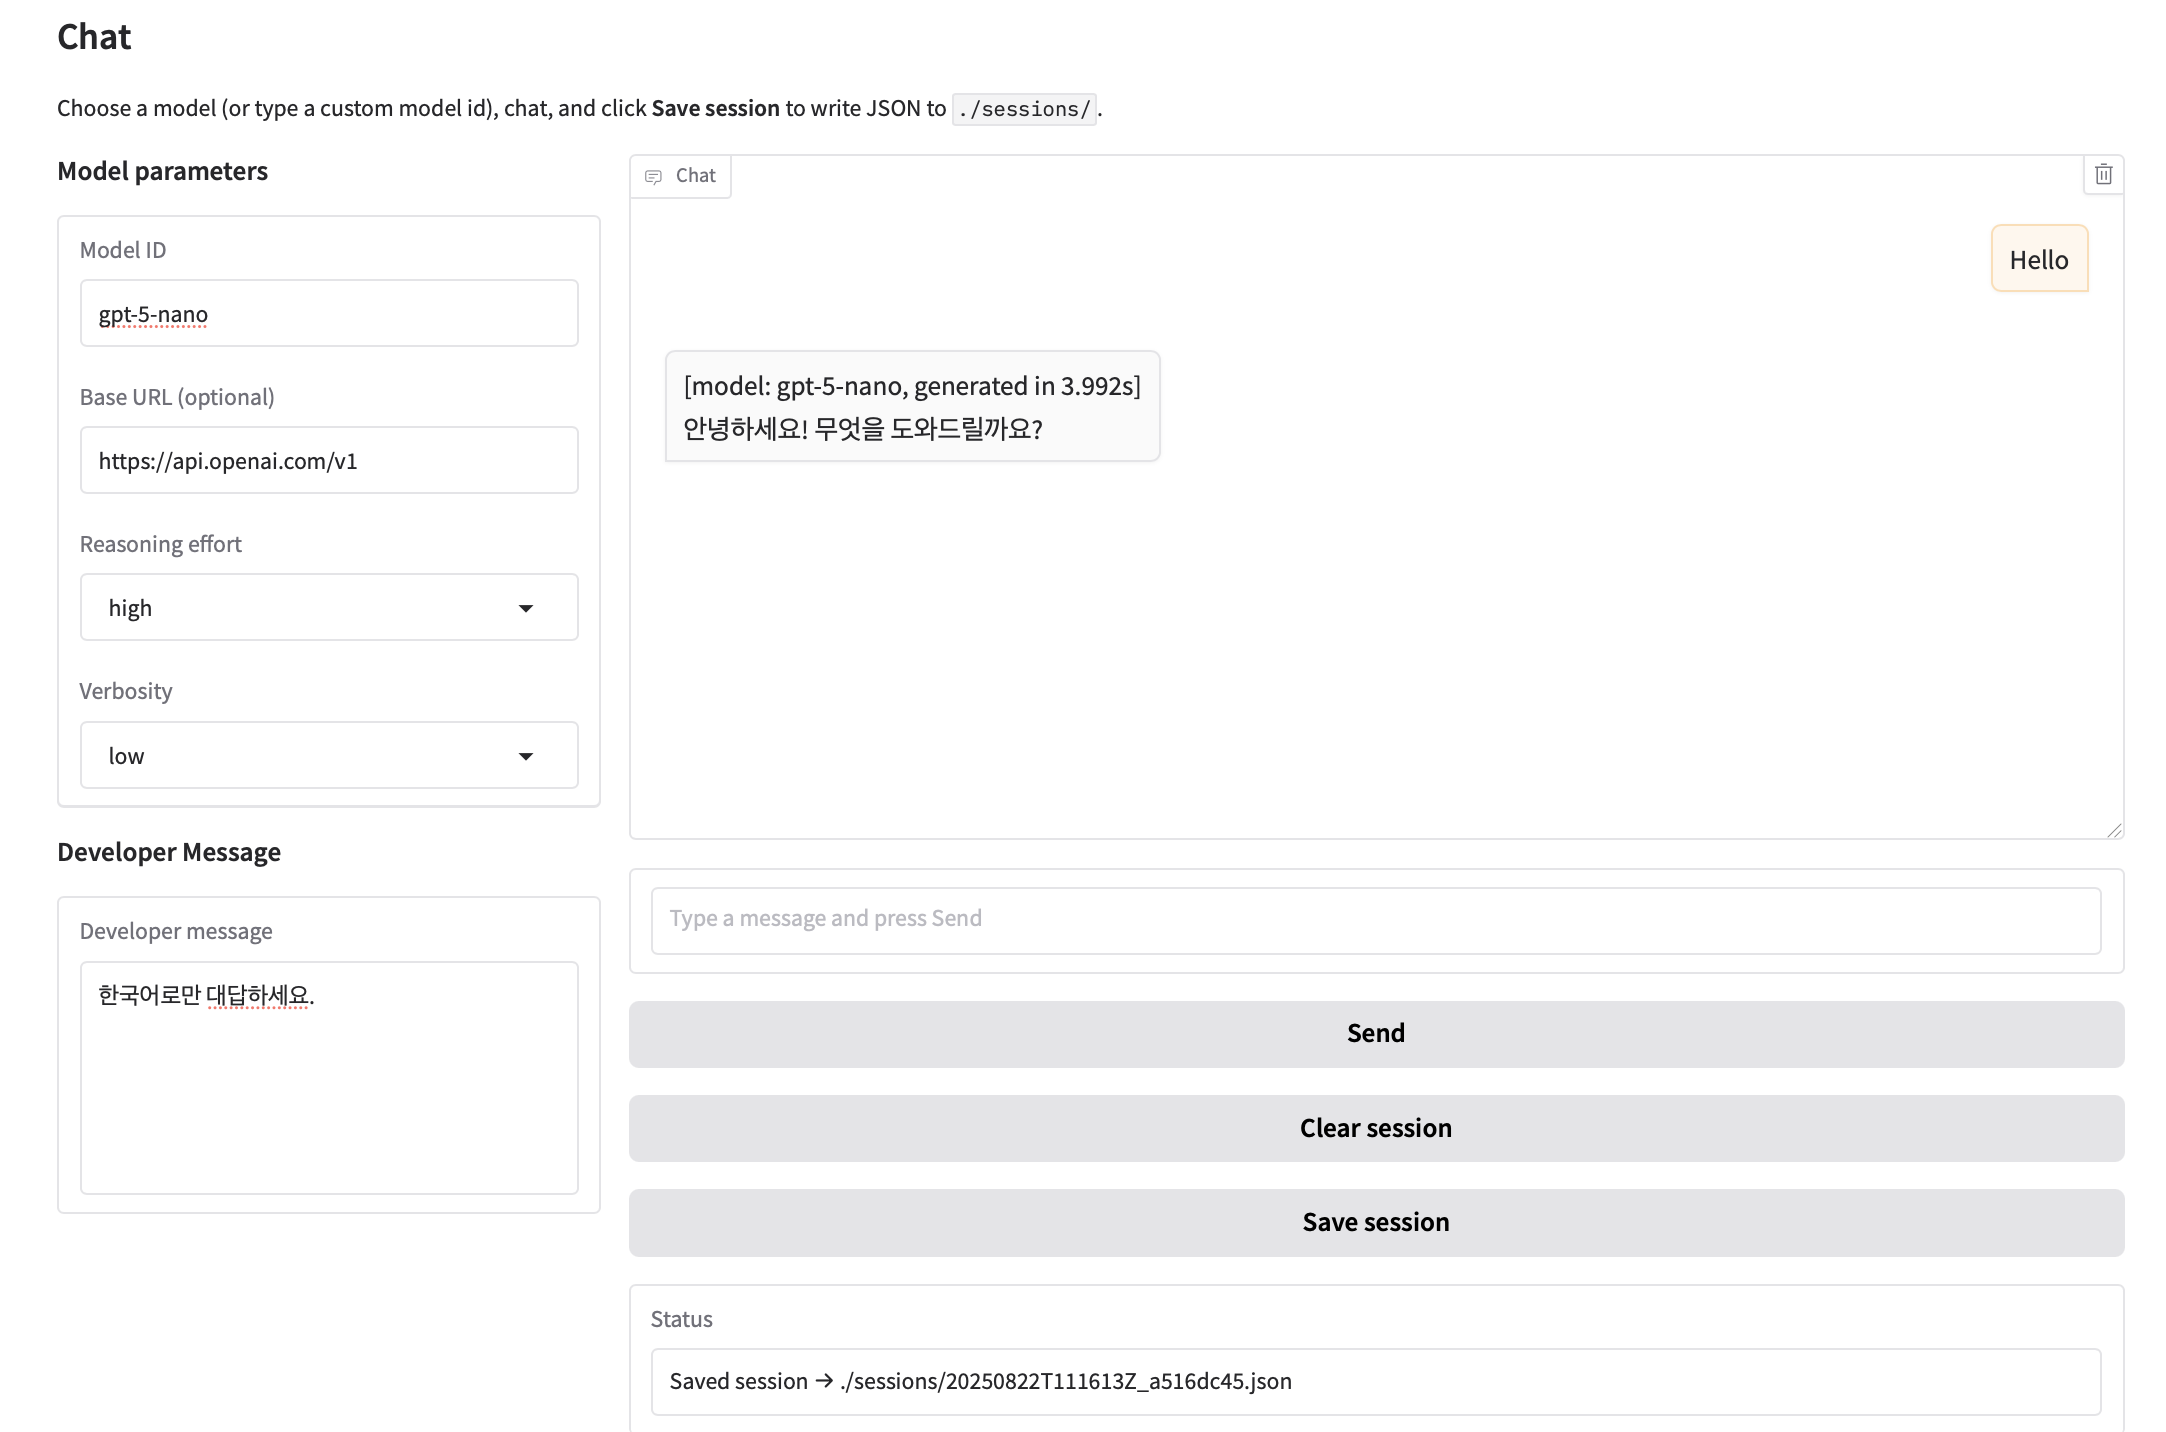 Chat
Choose a model (or type a custom model id), chat, and click Save session to write JSON to ./sessions/.
Model parameters
Model ID
gpt-5-nano
Base URL (optional)
https://api.openai.com/v1
Reasoning effort
high
Verbosity
low
Developer Message
Developer message
한국어로만 대답하세요.
Chat
Hello
[model: gpt-5-nano, generated in 3.992s]
안녕하세요! 무엇을 도와드릴까요?
Type a message and press Send
Send
Clear session
Save session
Status
Saved session → ./sessions/20250822T111613Z_a516dc45.json